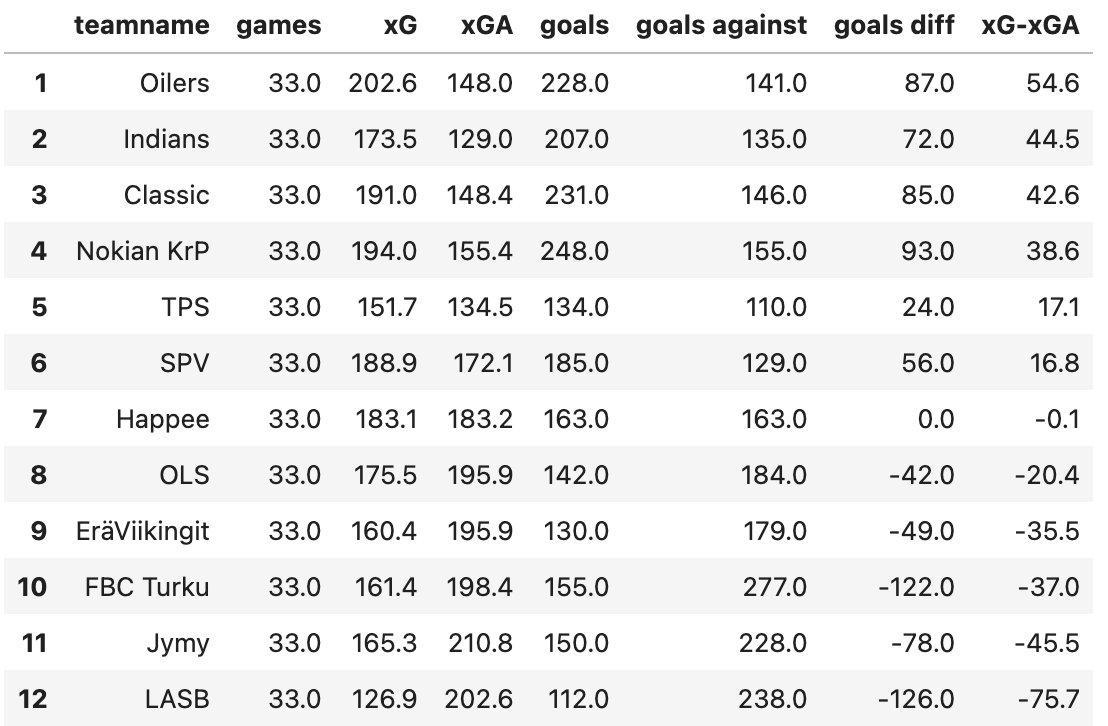 teamname games xG xGA goals goals against goals diff xG-xGA
1 Oilers 33.0 202.6 148.0 228.0 141.0 87.0 54.6
2 Indians 33.0 173.5 129.0 207.0 135.0 72.0 44.5
3 Classic 33.0 191.0 148.4 231.0 146.0 85.0 42.6
4 Nokian KrP 33.0 194.0 155.4 248.0 155.0 93.0 38.6
5 TPS 33.0 151.7 134.5 134.0 110.0 24.0 17.1
6 SPV 33.0 188.9 172.1 185.0 129.0 56.0 16.8
7 Happee 33.0 183.1 183.2 163.0 163.0 0.0 -0.1
8 OLS 33.0 175.5 195.9 142.0 184.0 -42.0 -20.4
9 EräViikingit 33.0 160.4 195.9 130.0 179.0 -49.0 -35.5
10 FBC Turku 33.0 161.4 198.4 155.0 277.0 -122.0 -37.0
11 Jymy 33.0 165.3 210.8 150.0 228.0 -78.0 -45.5
12 LASB 33.0 126.9 202.6 112.0 238.0 -126.0 -75.7